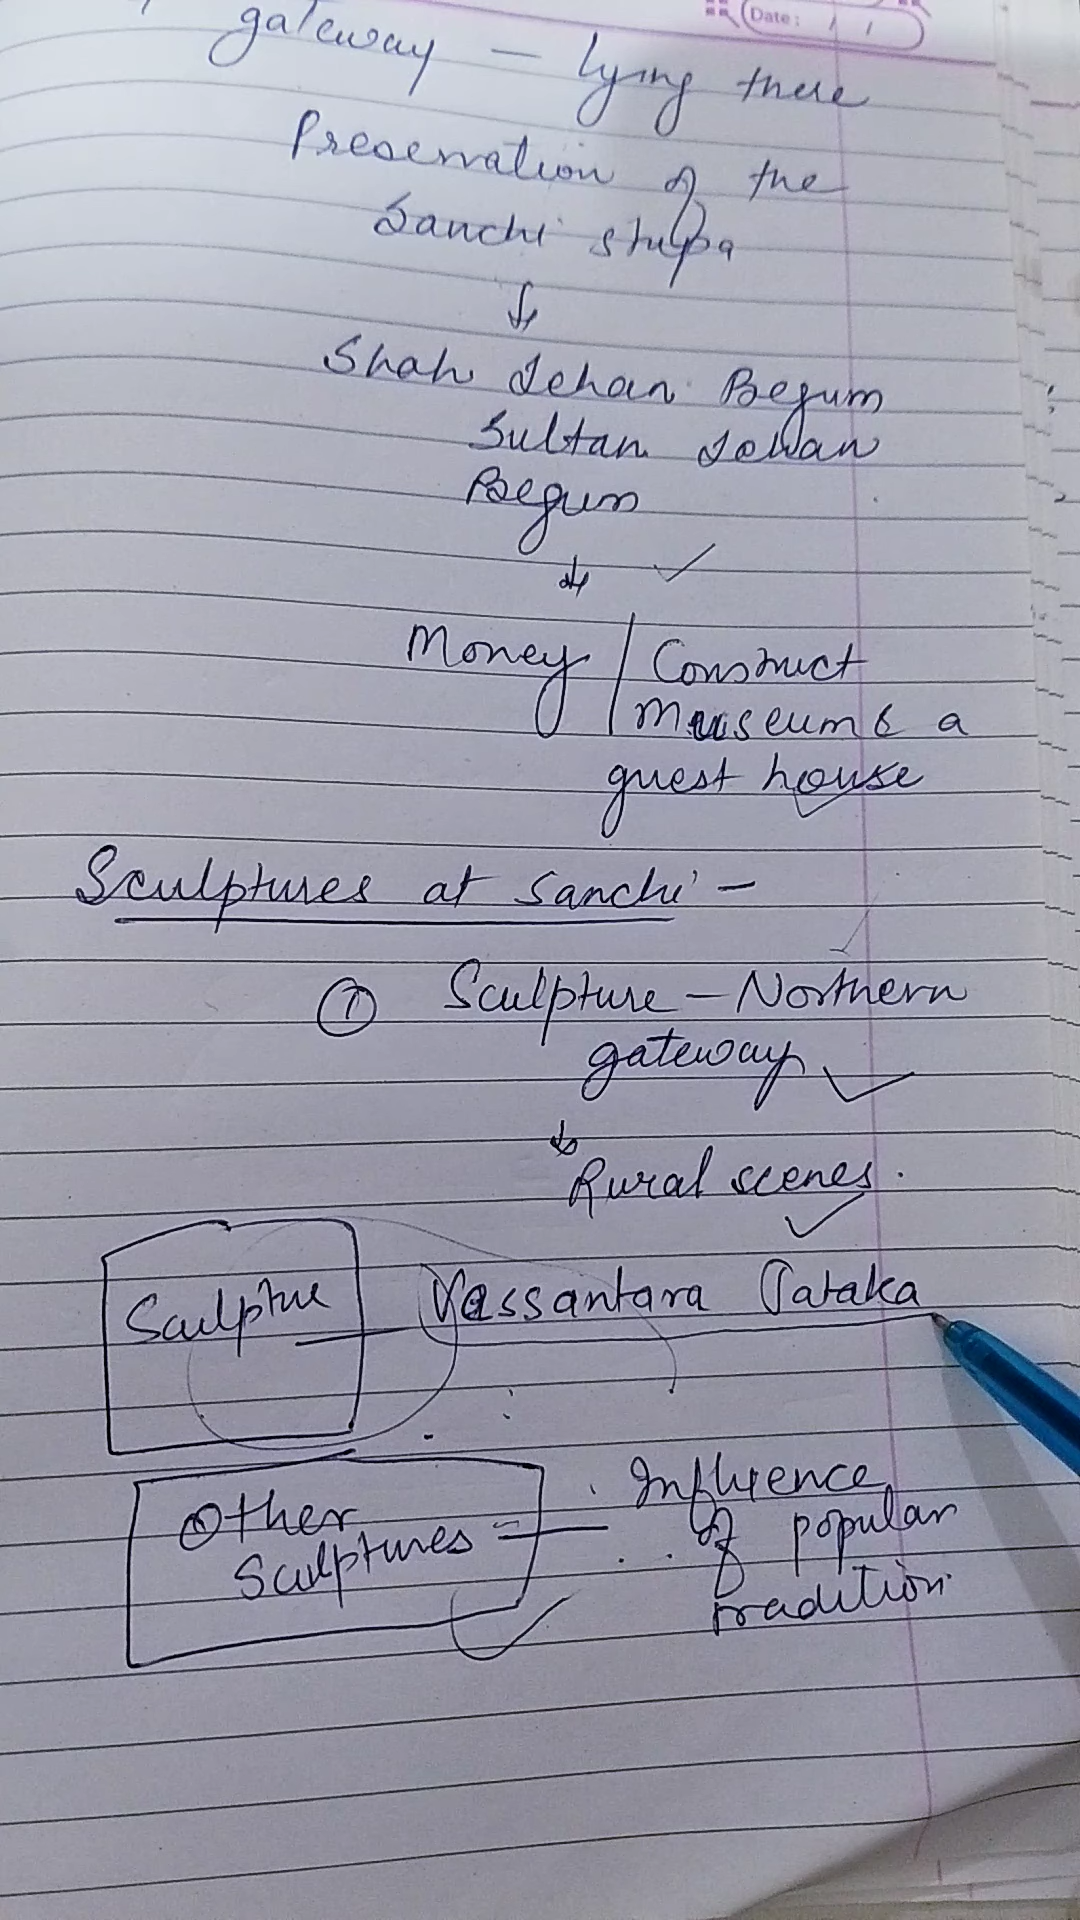 Date: / /
gateway - lying there
Preservation of the
Sanchi stupa
↓
Shah Jehan Begum
Sultan Jehan
Begum
↓ ✓
Money / Construct
museum & a
guest house
Sculptures at Sanchi -
① Sculpture - Northern
gateway ✓
↓
Rural scenes.
Sculptue - Vessantara Jataka
Other
Sculptures = Influence
of popular
tradition